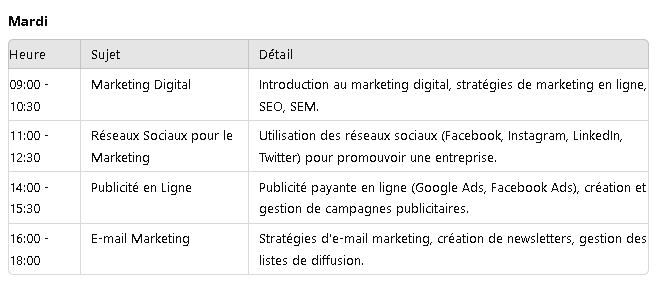 Mardi
Heure Sujet Détail
09:00 - Marketing Digital Introduction au marketing digital, stratégies de marketing en ligne,
10:30 SEO, SEM.
11:00 - Réseaux Sociaux pour le Utilisation des réseaux sociaux (Facebook, Instagram, LinkedIn,
12:30 Marketing Twitter) pour promouvoir une entreprise.
14:00 - Publicité en Ligne Publicité payante en ligne (Google Ads, Facebook Ads), création et
15:30 gestion de campagnes publicitaires.
16:00 - E-mail Marketing Stratégies d'e-mail marketing, création de newsletters, gestion des
18:00 listes de diffusion.